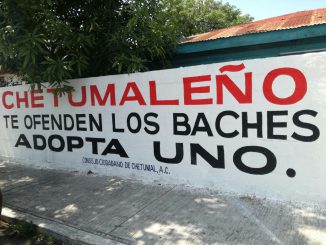 CHETUMALEÑO
TE OFENDEN LOS BACHES
ADOPTA UNO.
CONSEJO CIUDADANO DE CHETUMAL, A.C.